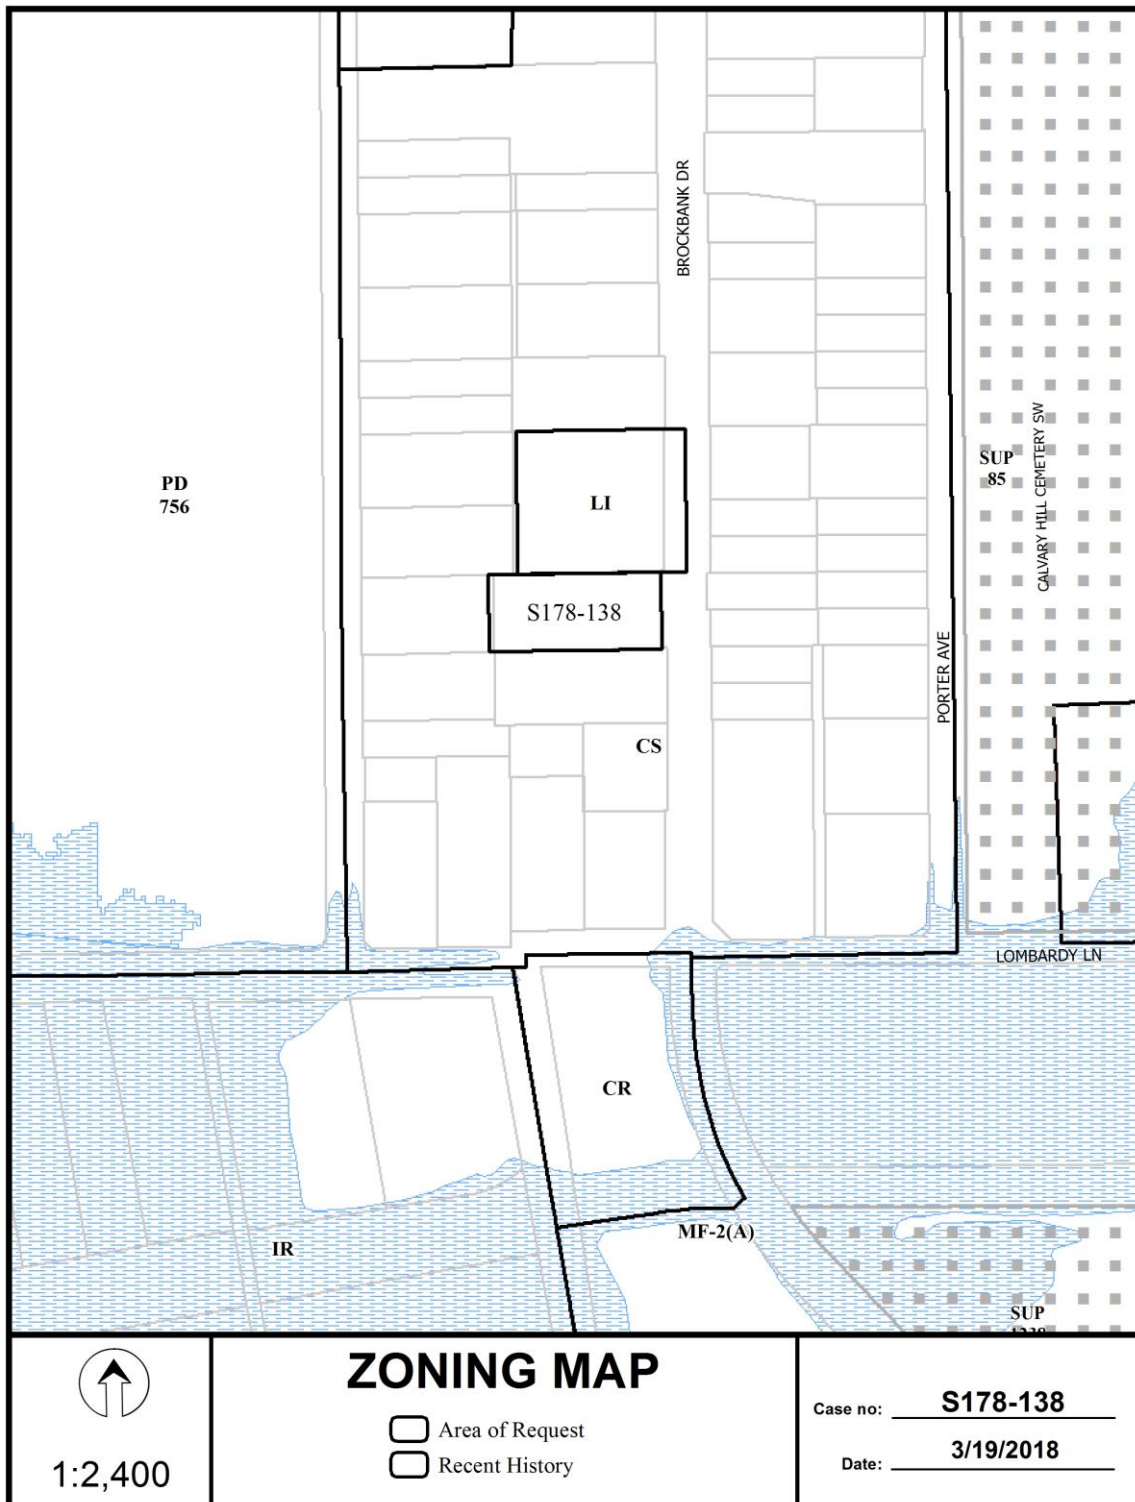 BROCKBANK DR
PD
756
LI
SUP
85
CALVARY HILL CEMETERY SW
S178-138
PORTER AVE
CS
LOMBARDY LN
CR
MF-2(A)
IR
SUP
1:2,400
ZONING MAP
Area of Request
Recent History
Case no: S178-138
Date: 3/19/2018